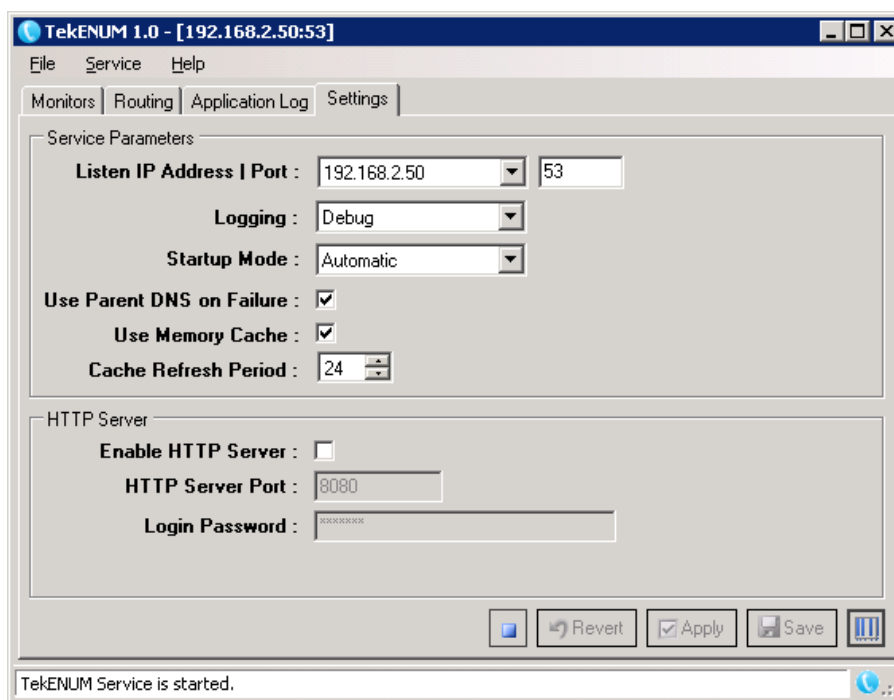 TekENUM 1.0 - [192.168.2.50:53]
File Service Help
Monitors Routing Application Log Settings
Service Parameters
Listen IP Address | Port : 192.168.2.50 53
Logging : Debug
Startup Mode : Automatic
Use Parent DNS on Failure :
Use Memory Cache :
Cache Refresh Period : 24
HTTP Server
Enable HTTP Server :
HTTP Server Port : 8080
Login Password : *******
Revert Apply Save
TekENUM Service is started.